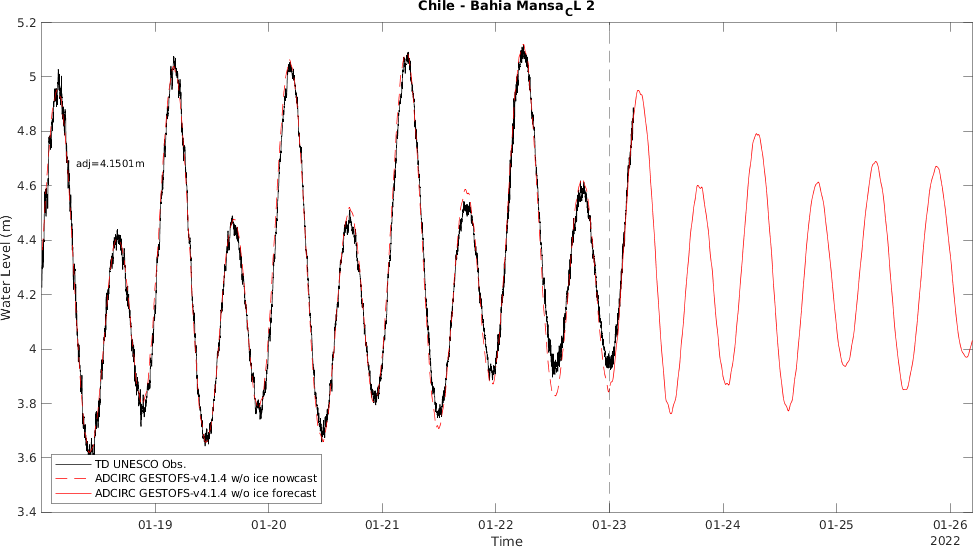 Chile - Bahia MansaCL 2
5.2
5
4.8
4.6
4.4
4.2
4
3.8
3.6
3.4
Water Level (m)
adj=4.1501m
TD UNESCO Obs.
ADCIRC GESTOFS-v4.1.4 w/o ice nowcast
ADCIRC GESTOFS-v4.1.4 w/o ice forecast
01-19 01-20 01-21 01-22 01-23 01-24 01-25 01-26
Time 2022